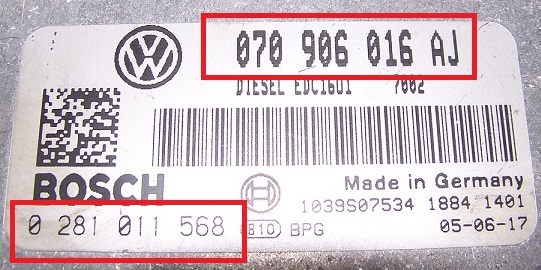 070 906 016 AJ
DIESEL EDC16U1 7002
BOSCH
Made in Germany
0 281 011 568
1039S07534 1884 1401
810 BPG
05-06-17